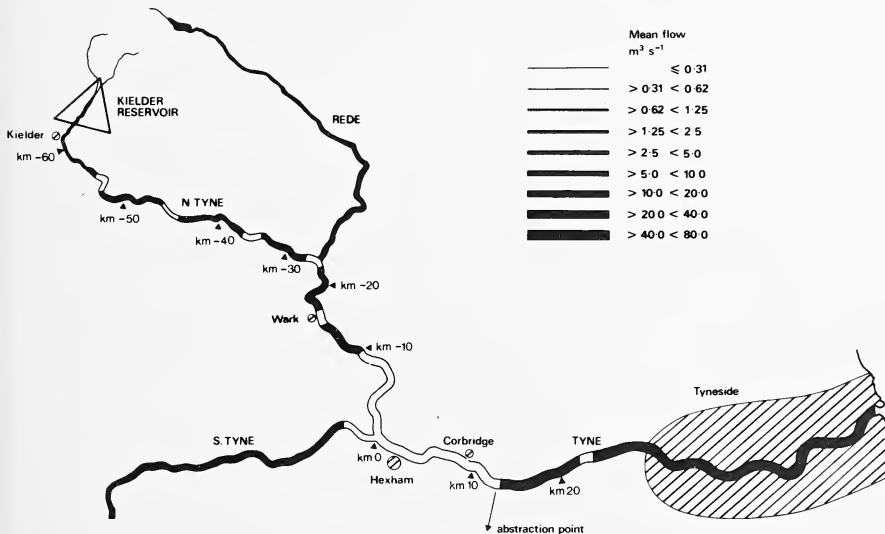 Mean flow
m³ s⁻¹
⩽ 0·31
> 0·31 < 0·62
> 0·62 < 1·25
> 1·25 < 2·5
> 2·5 < 5·0
> 5·0 < 10·0
> 10·0 < 20·0
> 20·0 < 40·0
> 40·0 < 80·0
KIELDER
RESERVOIR
Kielder
km -60
REDE
N. TYNE
km -50
km -40
km -30
km -20
Wark
km -10
Tyneside
S. TYNE
Corbridge
TYNE
km 0
Hexham
km 10
km 20
abstraction point